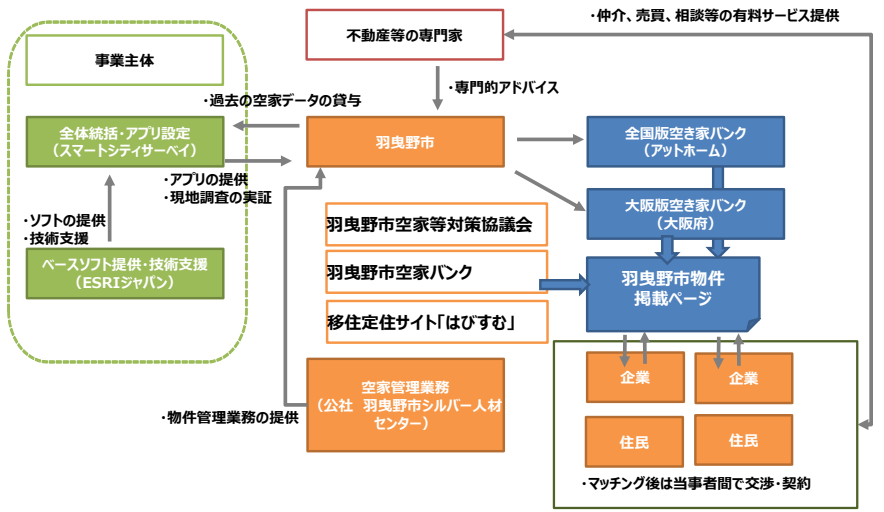 ・仲介、売買、相談等の有料サービス提供
不動産等の専門家
事業主体
・専門的アドバイス
・過去の空家データの貸与
全体統括・アプリ設定
（スマートシティサーベイ）
羽曳野市
全国版空き家バンク
（アットホーム）
・アプリの提供
・現地調査の実証
・ソフトの提供
・技術支援
羽曳野市空家等対策協議会
大阪版空き家バンク
（大阪府）
ベースソフト提供・技術支援
（ESRIジャパン）
羽曳野市空家バンク
羽曳野市物件
掲載ページ
移住定住サイト「はびすむ」
空家管理業務
（公社　羽曳野市シルバー人材
センター）
・物件管理業務の提供
企業
企業
住民
住民
・マッチング後は当事者間で交渉・契約